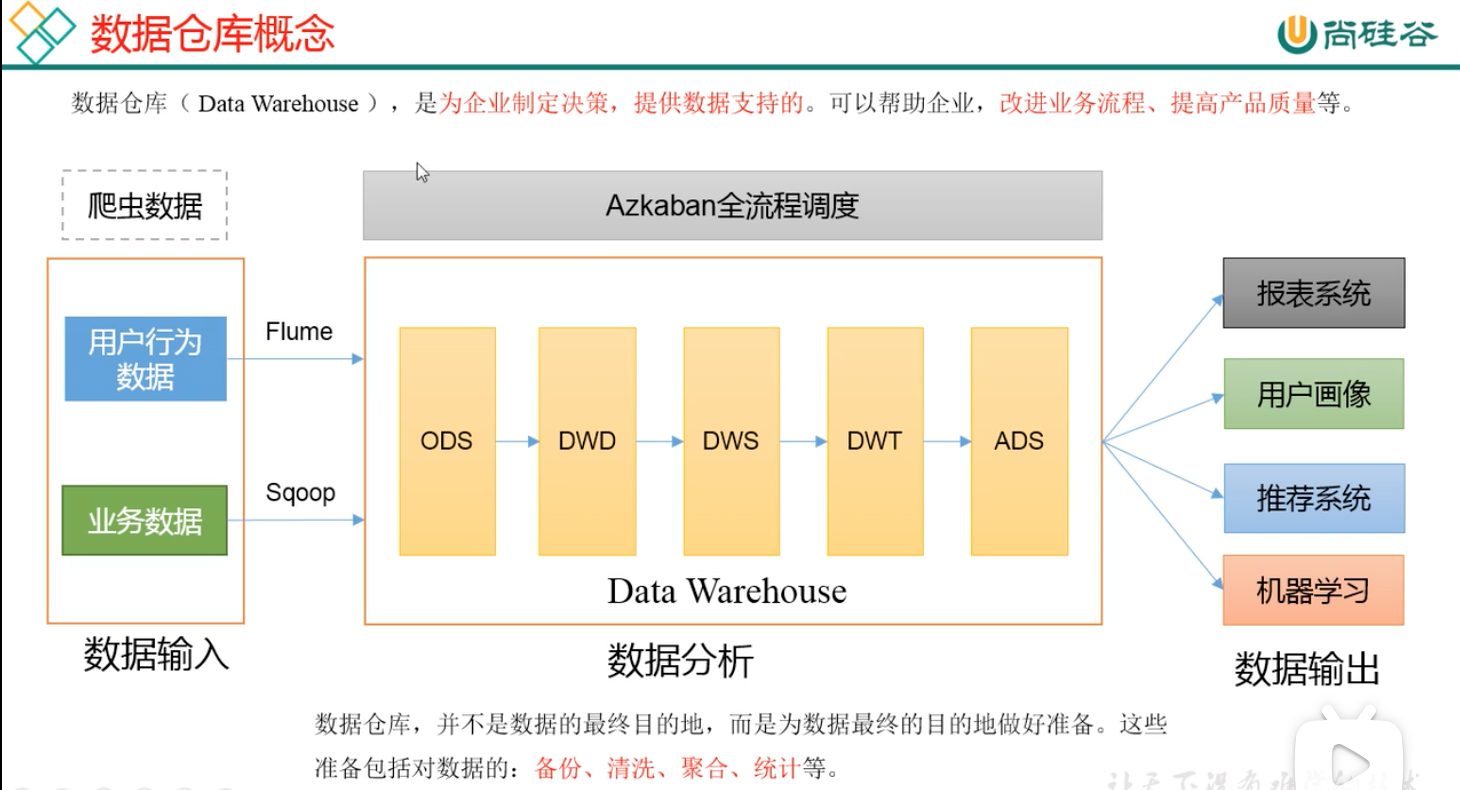 数据仓库概念
尚硅谷
数据仓库（ Data Warehouse ），是为企业制定决策，提供数据支持的。可以帮助企业，改进业务流程、提高产品质量等。
爬虫数据
Azkaban全流程调度
用户行为
数据
Flume
业务数据
Sqoop
ODS
DWD
DWS
DWT
ADS
Data Warehouse
报表系统
用户画像
推荐系统
机器学习
数据输入
数据分析
数据输出
数据仓库，并不是数据的最终目的地，而是为数据最终的目的地做好准备。这些
准备包括对数据的：备份、清洗、聚合、统计等。